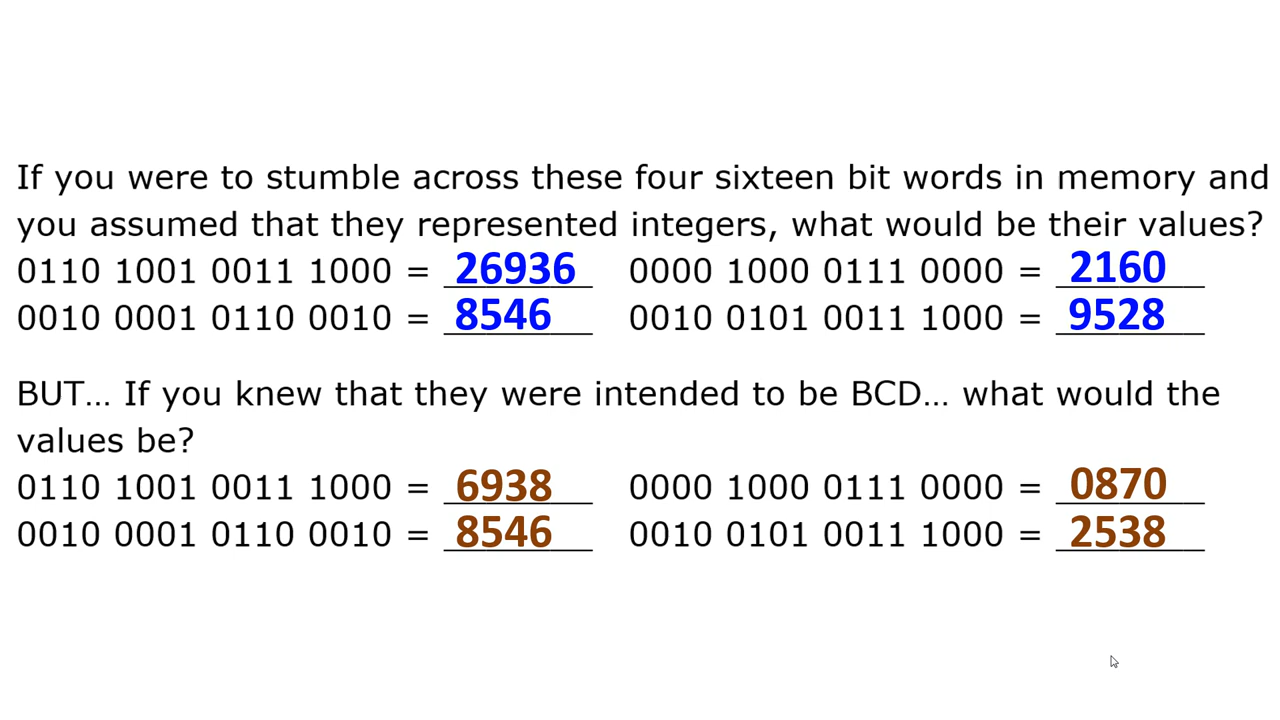 If you were to stumble across these four sixteen bit words in memory and
you assumed that they represented integers, what would be their values?
0110 1001 0011 1000 = 26936 0000 1000 0111 0000 = 2160
0010 0001 0110 0010 = 8546 0010 0101 0011 1000 = 9528
BUT… If you knew that they were intended to be BCD… what would the
values be?
0110 1001 0011 1000 = 6938 0000 1000 0111 0000 = 0870
0010 0001 0110 0010 = 8546 0010 0101 0011 1000 = 2538